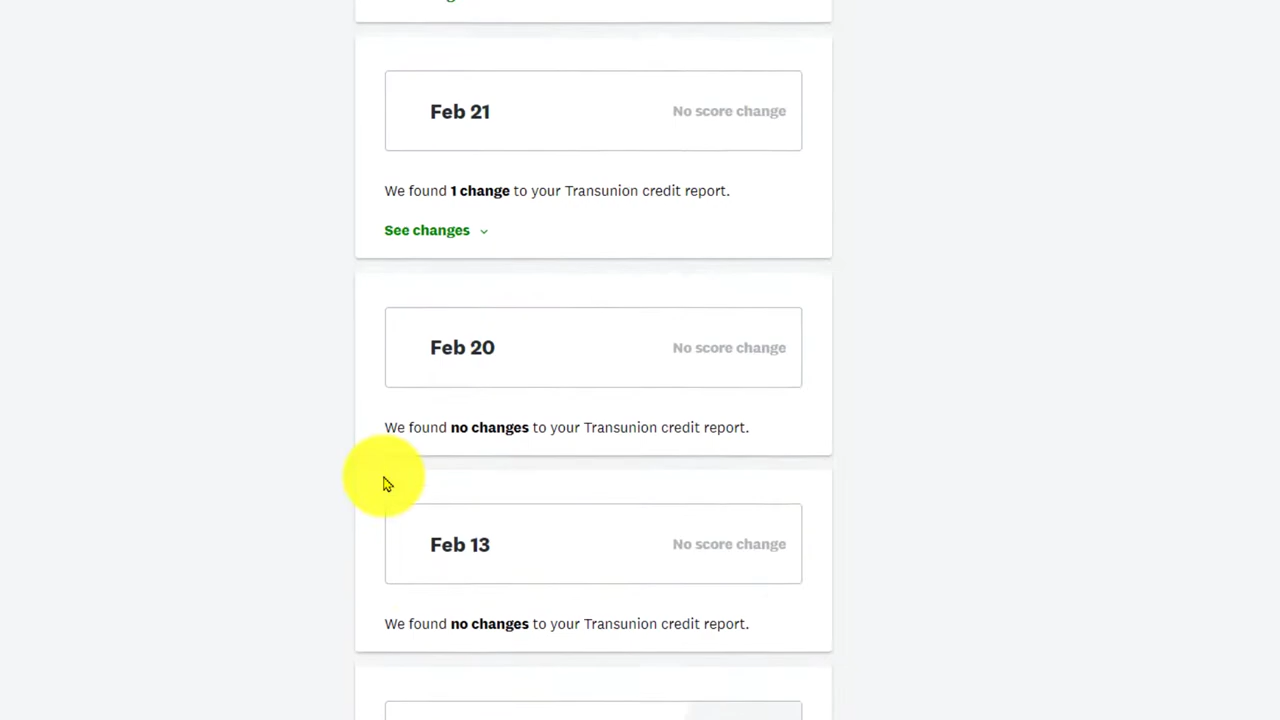 Feb 21
No score change
We found 1 change to your Transunion credit report.
See changes
Feb 20
No score change
We found no changes to your Transunion credit report.
Feb 13
No score change
We found no changes to your Transunion credit report.